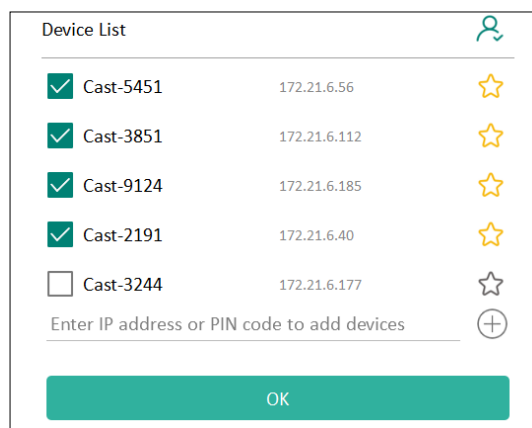 Device List
Cast-5451 172.21.6.56
Cast-3851 172.21.6.112
Cast-9124 172.21.6.185
Cast-2191 172.21.6.40
Cast-3244 172.21.6.177
Enter IP address or PIN code to add devices
OK